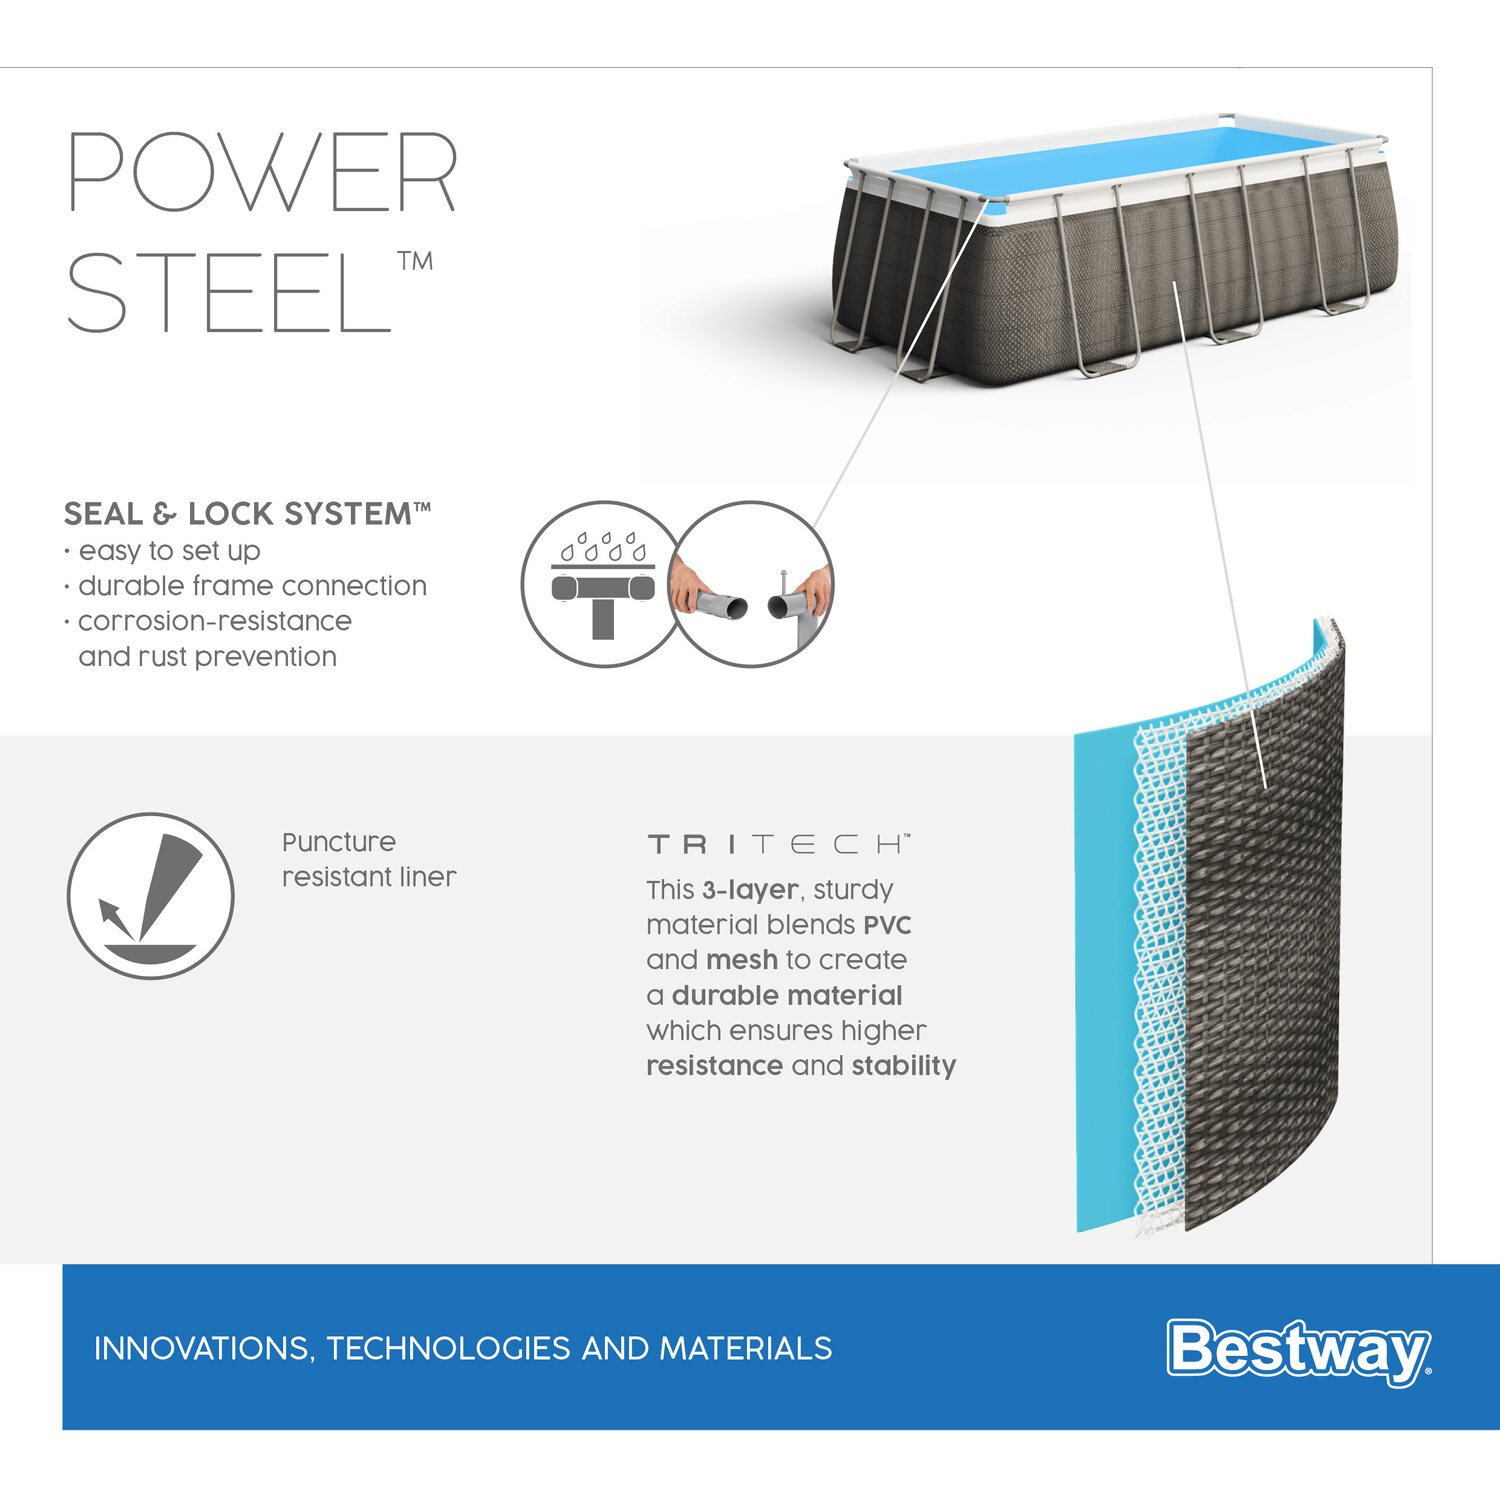 POWER
STEEL™
SEAL & LOCK SYSTEM™
· easy to set up
· durable frame connection
· corrosion-resistance
and rust prevention
Puncture
resistant liner
TRITECH™
This 3-layer, sturdy
material blends PVC
and mesh to create
a durable material
which ensures higher
resistance and stability
INNOVATIONS, TECHNOLOGIES AND MATERIALS
Bestway®